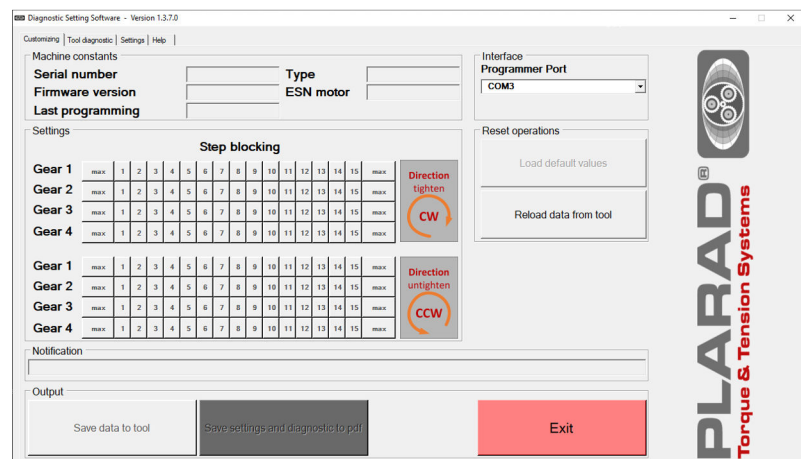 Diagnostic Setting Software - Version 1.3.7.0
Customizing Tool diagnostic Settings Help
Machine constants
Serial number Type
Firmware version ESN motor
Last programming
Interface
Programmer Port
COM3
Settings
Step blocking
Gear 1 max 1 2 3 4 5 6 7 8 9 10 11 12 13 14 15 max
Gear 2 max 1 2 3 4 5 6 7 8 9 10 11 12 13 14 15 max
Gear 3 max 1 2 3 4 5 6 7 8 9 10 11 12 13 14 15 max
Gear 4 max 1 2 3 4 5 6 7 8 9 10 11 12 13 14 15 max
Direction
tighten
CW
Gear 1 max 1 2 3 4 5 6 7 8 9 10 11 12 13 14 15 max
Gear 2 max 1 2 3 4 5 6 7 8 9 10 11 12 13 14 15 max
Gear 3 max 1 2 3 4 5 6 7 8 9 10 11 12 13 14 15 max
Gear 4 max 1 2 3 4 5 6 7 8 9 10 11 12 13 14 15 max
Direction
untighten
CCW
Reset operations
Load default values
Reload data from tool
Notification
Output
Save data to tool
Save settings and diagnostic to pdf
Exit
PLARAD®
Torque & Tension Systems